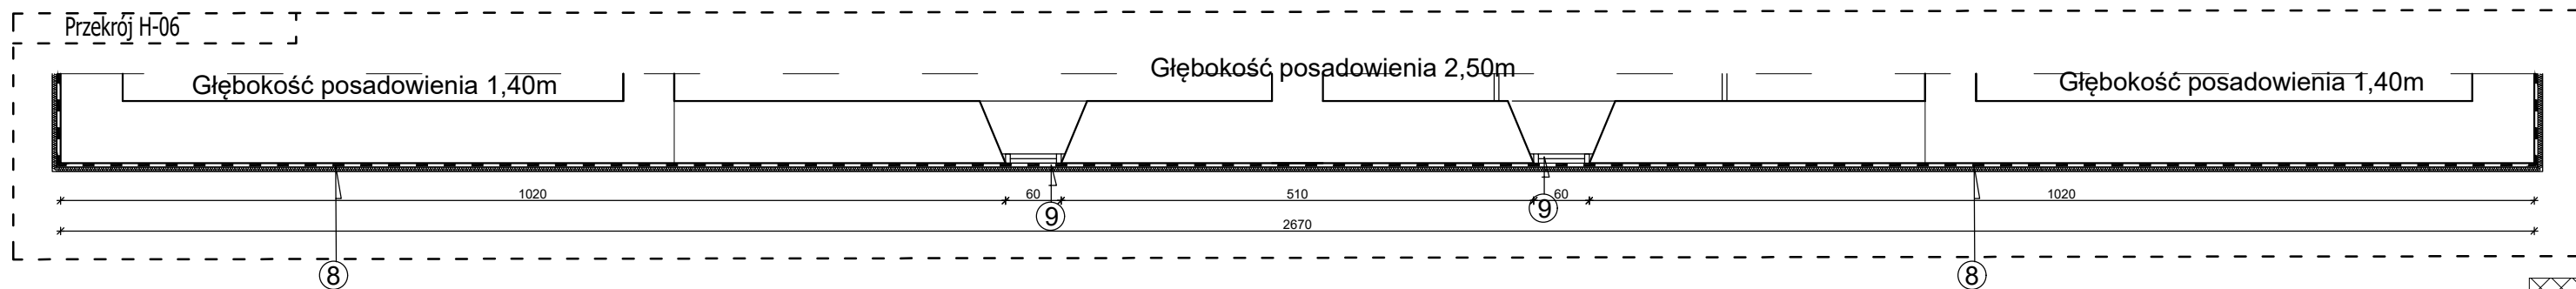 Przekrój H-06
Głębokość posadowienia 2,50m
Głębokość posadowienia 1,40m
Głębokość posadowienia 1,40m
1020
60
510
60
1020
9
9
2670
8
8